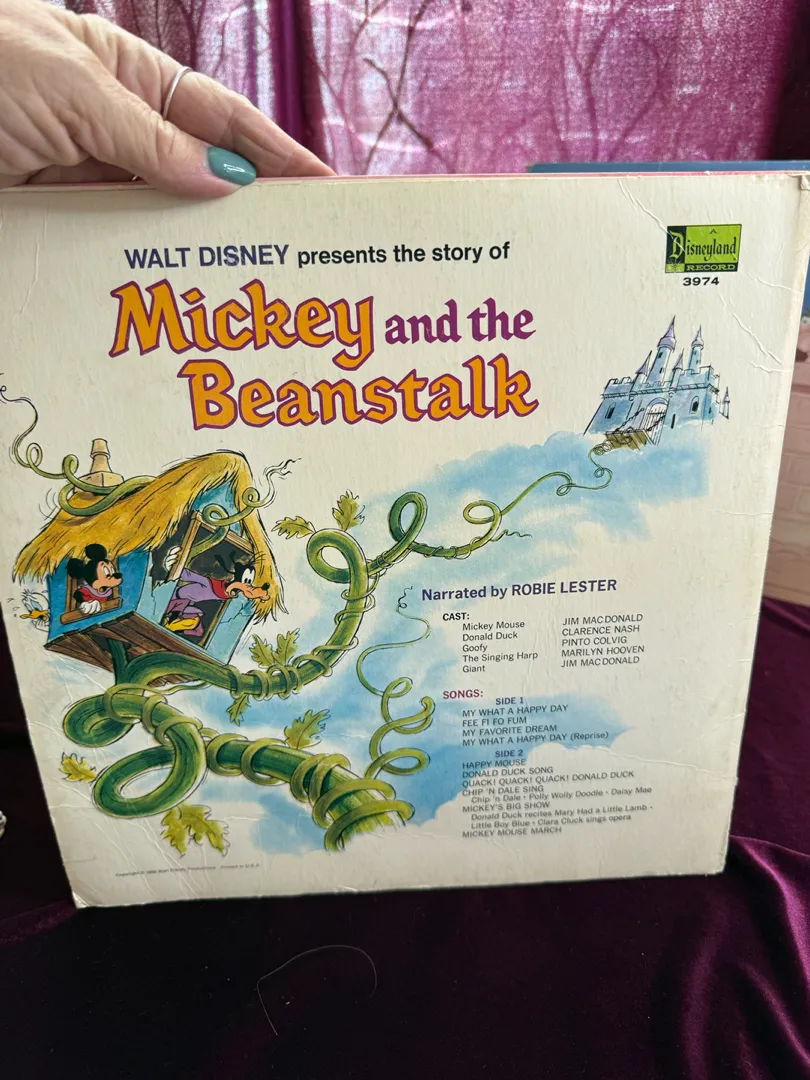 WALT DISNEY presents the story of
Disneyland
RECORD
3974
Mickey and the
Beanstalk
Narrated by ROBIE LESTER
CAST:
Mickey Mouse JIM MACDONALD
Donald Duck CLARENCE NASH
Goofy PINTO COLVIG
The Singing Harp MARILYN HOOVEN
Giant JIM MACDONALD
SONGS:
SIDE 1
MY WHAT A HAPPY DAY
FEE FI FO FUM
MY FAVORITE DREAM
MY WHAT A HAPPY DAY (Reprise)
SIDE 2
HAPPY MOUSE
DONALD DUCK SONG
QUACK! QUACK! QUACK! DONALD DUCK
CHIP 'N DALE SING
Chip 'n Dale • Polly Wolly Doodle • Daisy Mae
MICKEY'S BIG SHOW
Donald Duck recites Mary Had a Little Lamb •
Little Boy Blue • Clara Cluck sings opera
MICKEY MOUSE MARCH
Walt Disney Productions Printed in U.S.A.